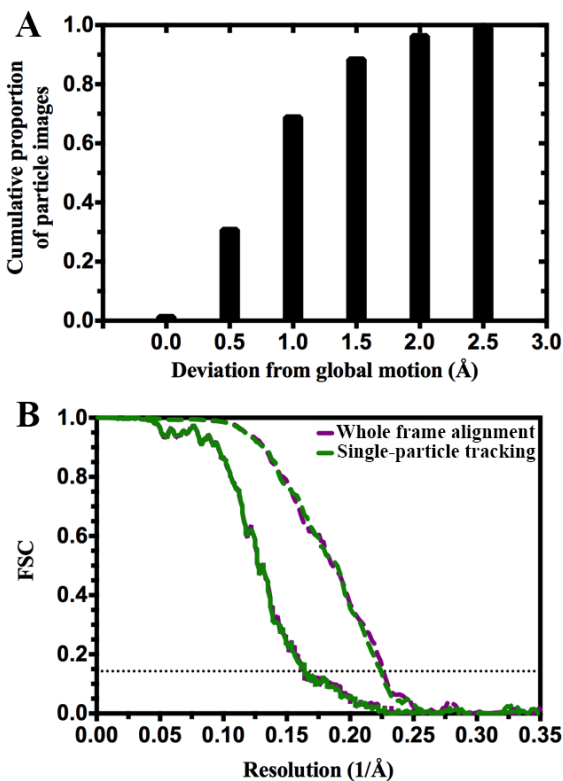 A
Cumulative proportion
of particle images
1.0
0.8
0.6
0.4
0.2
0.0
0.0 0.5 1.0 1.5 2.0 2.5 3.0
Deviation from global motion (Å)
B
FSC
1.0
0.8
0.6
0.4
0.2
0.0
Whole frame alignment
Single-particle tracking
0.00 0.05 0.10 0.15 0.20 0.25 0.30 0.35
Resolution (1/Å)